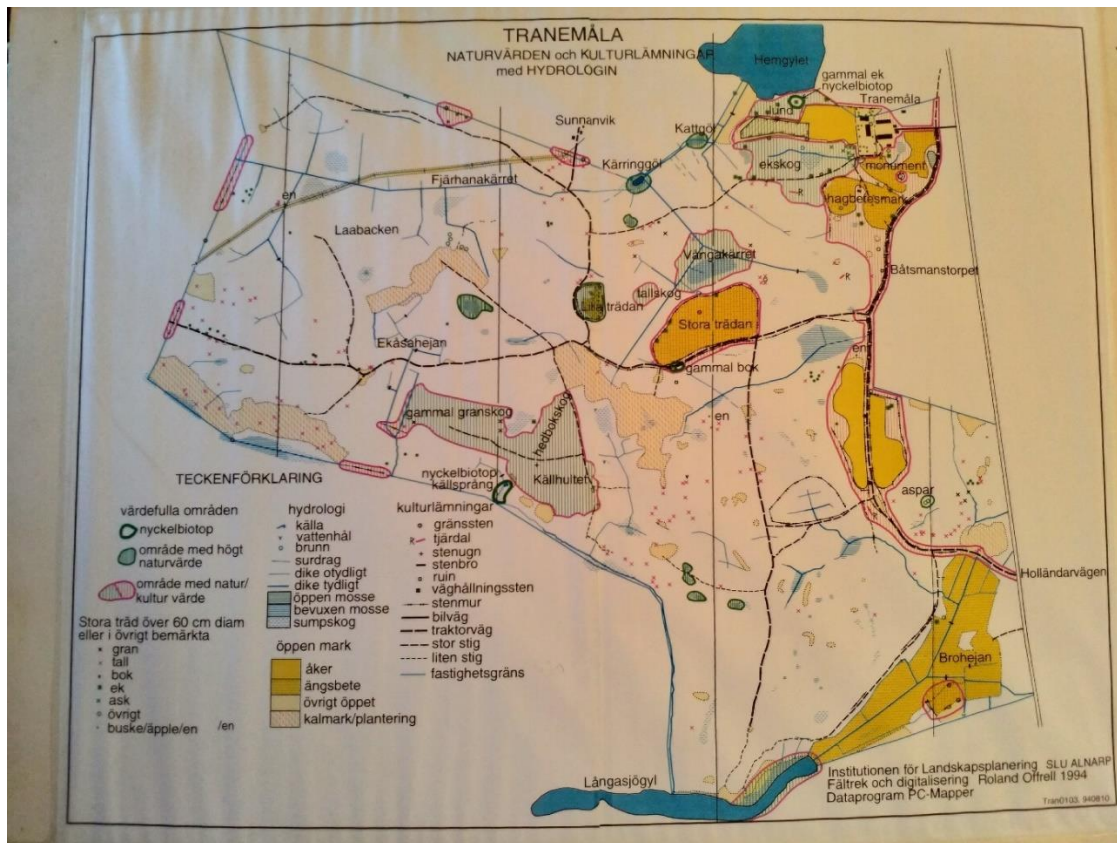 TRANEMÅLA
NATURVÄRDEN och KULTURLÄMNINGAR
med HYDROLOGIN
Hemgylet
gammal ek
nyckelbiotop
Tranemåla
lund
Sunnanvik
Kattgöl
Kärringgöl
ekskog
monument
Fjärhanakärret
hagbetesmark
en
Laabacken
Vångakärret
Båtsmanstorpet
tallskog
Lilla trädan
Stora trädan
Ekåsahejan
en
gammal bok
gammal granskog
hedbokskog
en
nyckelbiotop
källsprång
Källhultet
aspar
Holländarvägen
Brohejan
Långasjögyl
TECKENFÖRKLARING
värdefulla områden
nyckelbiotop
område med högt
naturvärde
område med natur/
kultur värde
Stora träd över 60 cm diam
eller i övrigt bemärkta
gran
tall
bok
ek
ask
övrigt
buske/äpple/en /en
hydrologi
källa
vattenhål
brunn
surdrag
dike otydligt
dike tydligt
öppen mosse
bevuxen mosse
sumpskog
öppen mark
åker
ängsbete
övrigt öppet
kalmark/plantering
kulturlämningar
gränssten
tjärdal
stenugn
stenbro
ruin
väghållningssten
stenmur
bilväg
traktorväg
stor stig
liten stig
fastighetsgräns
Institutionen för Landskapsplanering SLU ALNARP
Fältrek och digitalisering Roland Offrell 1994
Dataprogram PC-Mapper
Tran0103, 940810